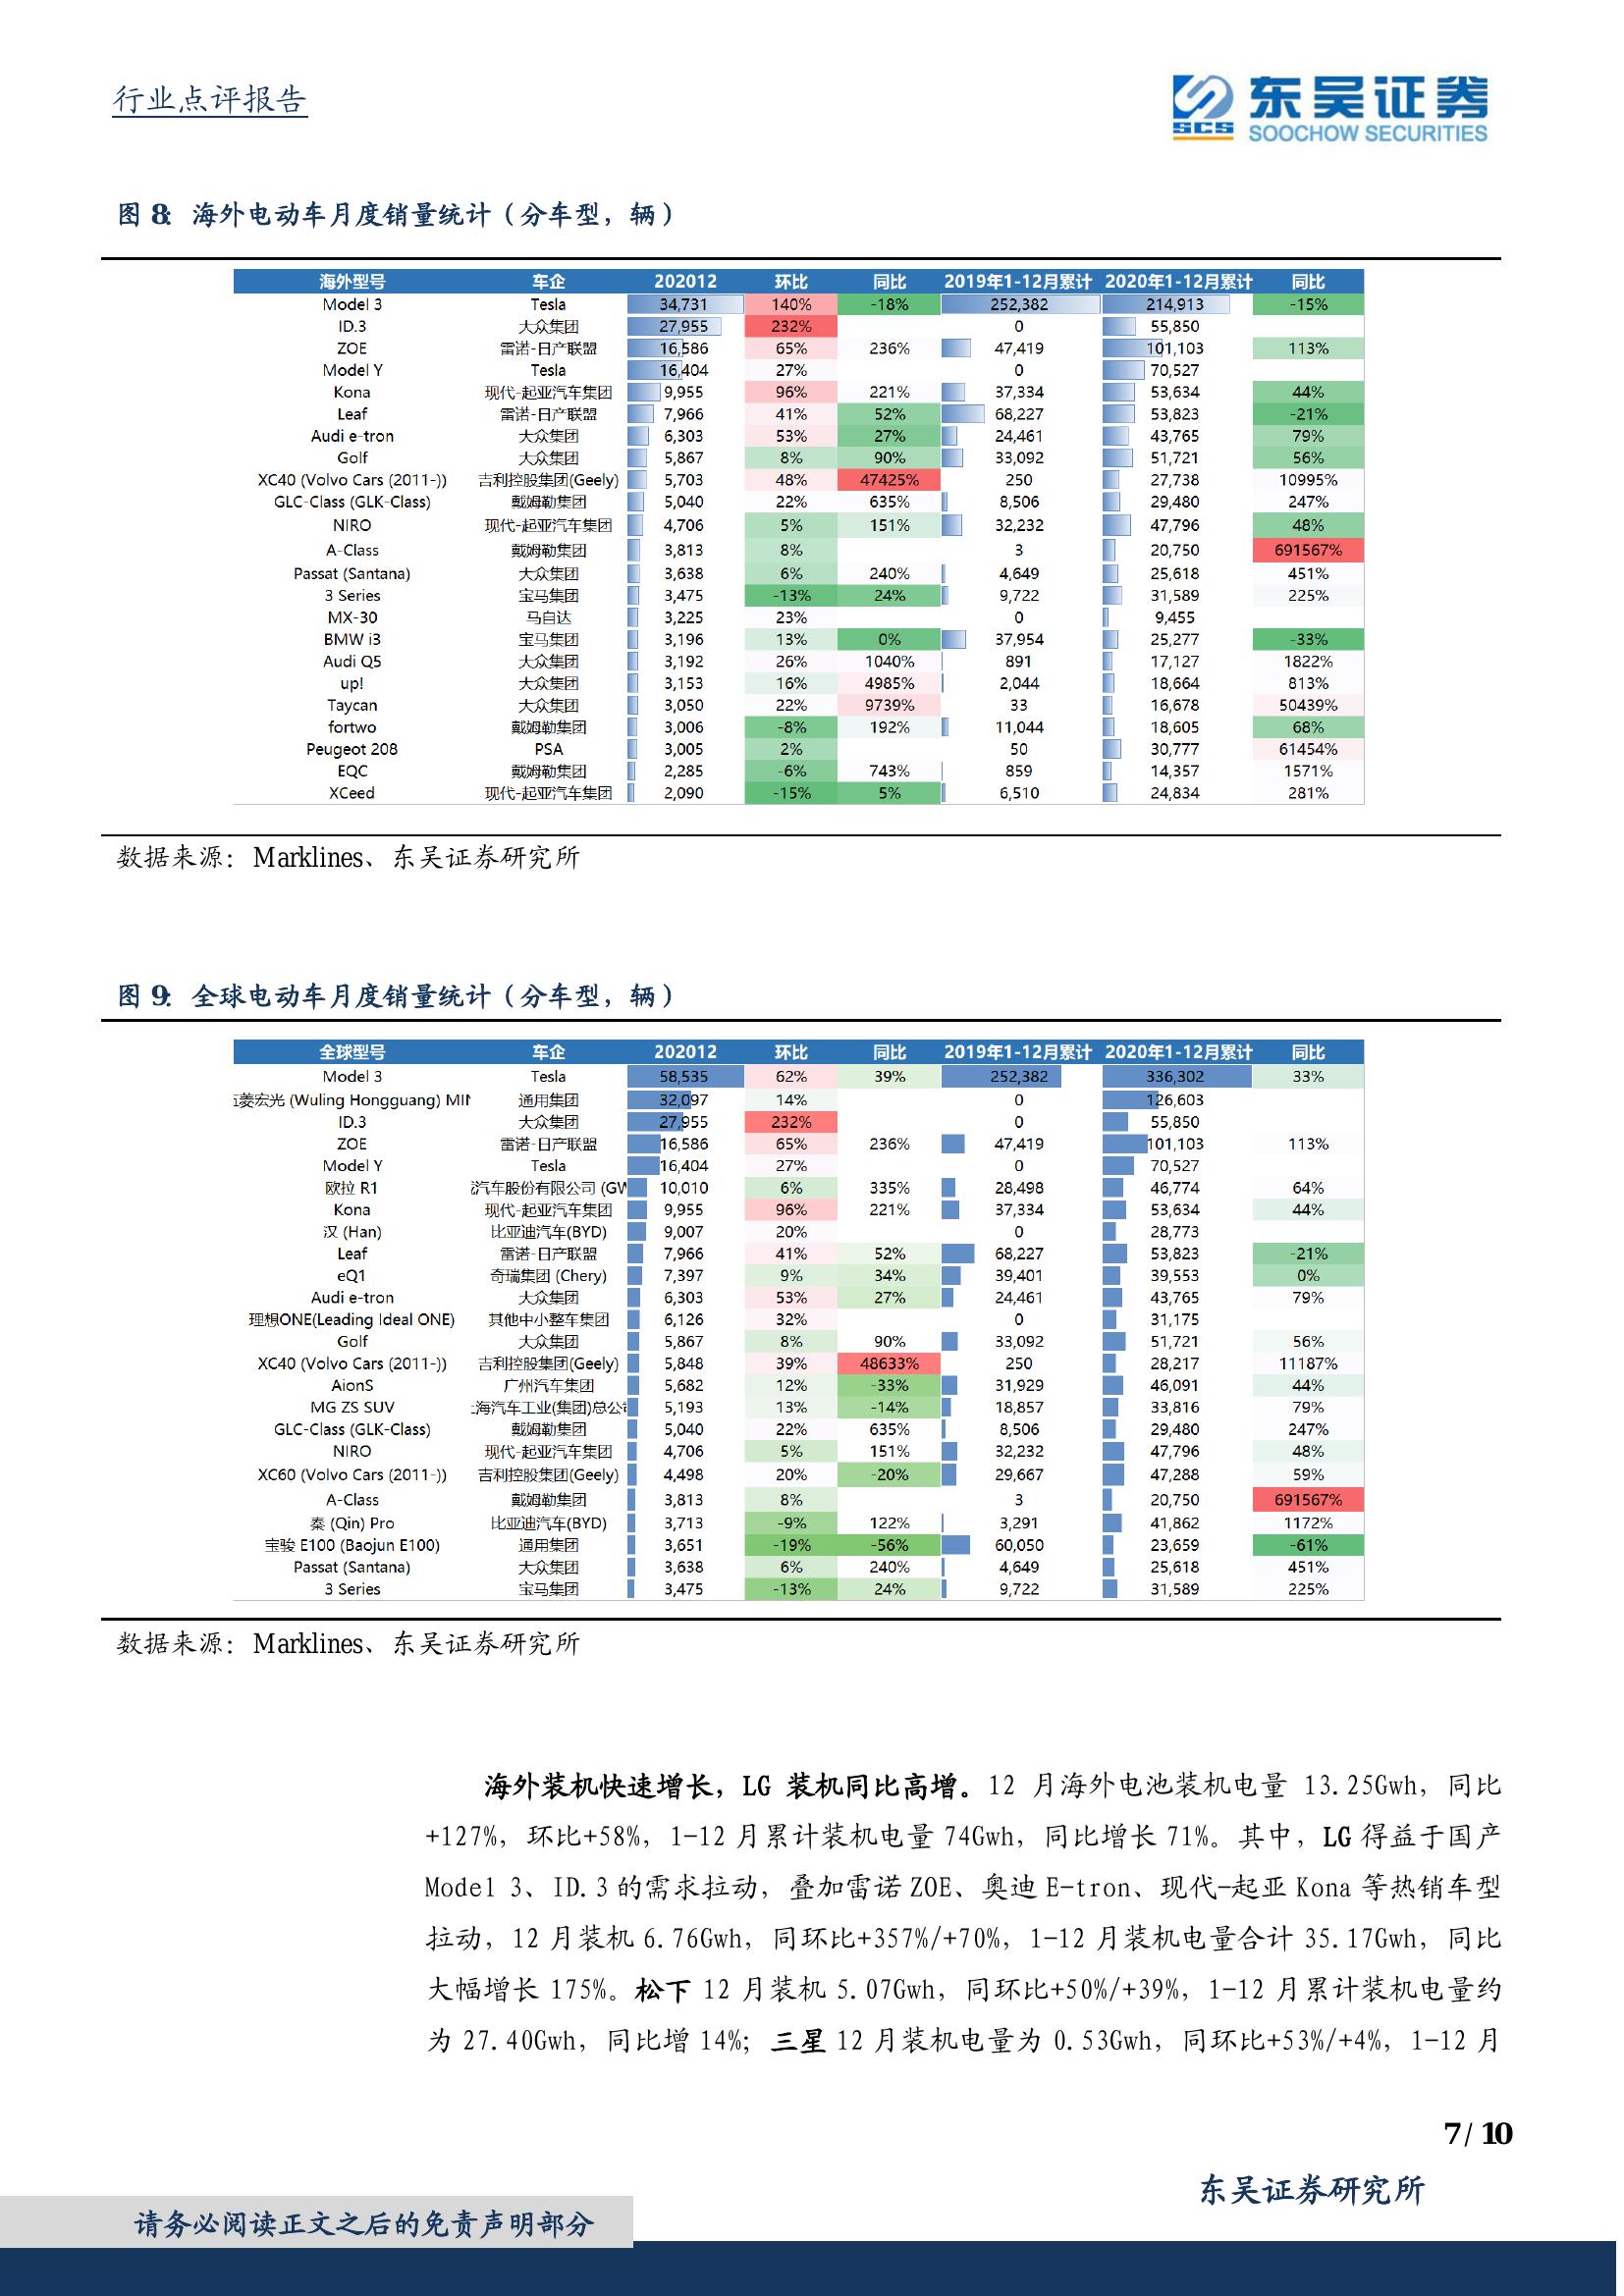 行业点评报告
SCS 东吴证券
SOOCHOW SECURITIES
图 8：海外电动车月度销量统计（分车型，辆）
海外型号 车企 202012 环比 同比 2019年1-12月累计 2020年1-12月累计 同比
Model 3 Tesla 34,731 140% -18% 252,382 214,913 -15%
ID.3 大众集团 27,955 232% 0 55,850
ZOE 雷诺-日产联盟 16,586 65% 236% 47,419 101,103 113%
Model Y Tesla 16,404 27% 0 70,527
Kona 现代-起亚汽车集团 9,955 96% 221% 37,334 53,634 44%
Leaf 雷诺-日产联盟 7,966 41% 52% 68,227 53,823 -21%
Audi e-tron 大众集团 6,303 53% 27% 24,461 43,765 79%
Golf 大众集团 5,867 8% 90% 33,092 51,721 56%
XC40 (Volvo Cars (2011-)) 吉利控股集团(Geely) 5,703 48% 47425% 250 27,738 10995%
GLC-Class (GLK-Class) 戴姆勒集团 5,040 22% 635% 8,506 29,480 247%
NIRO 现代-起亚汽车集团 4,706 5% 151% 32,232 47,796 48%
A-Class 戴姆勒集团 3,813 8% 3 20,750 691567%
Passat (Santana) 大众集团 3,638 6% 240% 4,649 25,618 451%
3 Series 宝马集团 3,475 -13% 24% 9,722 31,589 225%
MX-30 马自达 3,225 23% 0 9,455
BMW i3 宝马集团 3,196 13% 0% 37,954 25,277 -33%
Audi Q5 大众集团 3,192 26% 1040% 891 17,127 1822%
up! 大众集团 3,153 16% 4985% 2,044 18,664 813%
Taycan 大众集团 3,050 22% 9739% 33 16,678 50439%
fortwo 戴姆勒集团 3,006 -8% 192% 11,044 18,605 68%
Peugeot 208 PSA 3,005 2% 50 30,777 61454%
EQC 戴姆勒集团 2,285 -6% 743% 859 14,357 1571%
XCeed 现代-起亚汽车集团 2,090 -15% 5% 6,510 24,834 281%
数据来源：Marklines、东吴证券研究所
图 9：全球电动车月度销量统计（分车型，辆）
全球型号 车企 202012 环比 同比 2019年1-12月累计 2020年1-12月累计 同比
Model 3 Tesla 58,535 62% 39% 252,382 336,302 33%
菱宏光 (Wuling Hongguang) MIN 通用集团 32,097 14% 0 126,603
ID.3 大众集团 27,955 232% 0 55,850
ZOE 雷诺-日产联盟 16,586 65% 236% 47,419 101,103 113%
Model Y Tesla 16,404 27% 0 70,527
欧拉 R1 汽车股份有限公司 (GW 10,010 6% 335% 28,498 46,774 64%
Kona 现代-起亚汽车集团 9,955 96% 221% 37,334 53,634 44%
汉 (Han) 比亚迪汽车(BYD) 9,007 20% 0 28,773
Leaf 雷诺-日产联盟 7,966 41% 52% 68,227 53,823 -21%
eQ1 奇瑞集团 (Chery) 7,397 9% 34% 39,401 39,553 0%
Audi e-tron 大众集团 6,303 53% 27% 24,461 43,765 79%
理想ONE(Leading Ideal ONE) 其他中小整车集团 6,126 32% 0 31,175
Golf 大众集团 5,867 8% 90% 33,092 51,721 56%
XC40 (Volvo Cars (2011-)) 吉利控股集团(Geely) 5,848 39% 48633% 250 28,217 11187%
AionS 广州汽车集团 5,682 12% -33% 31,929 46,091 44%
MG ZS SUV 海汽车工业(集团)总公司 5,193 13% -14% 18,857 33,816 79%
GLC-Class (GLK-Class) 戴姆勒集团 5,040 22% 635% 8,506 29,480 247%
NIRO 现代-起亚汽车集团 4,706 5% 151% 32,232 47,796 48%
XC60 (Volvo Cars (2011-)) 吉利控股集团(Geely) 4,498 20% -20% 29,667 47,288 59%
A-Class 戴姆勒集团 3,813 8% 3 20,750 691567%
秦 (Qin) Pro 比亚迪汽车(BYD) 3,713 -9% 122% 3,291 41,862 1172%
宝骏 E100 (Baojun E100) 通用集团 3,651 -19% -56% 60,050 23,659 -61%
Passat (Santana) 大众集团 3,638 6% 240% 4,649 25,618 451%
3 Series 宝马集团 3,475 -13% 24% 9,722 31,589 225%
数据来源：Marklines、东吴证券研究所
海外装机快速增长，LG 装机同比高增。12 月海外电池装机电量 13.25Gwh，同比
+127%，环比+58%，1-12 月累计装机电量 74Gwh，同比增长 71%。其中，LG 得益于国产
Model 3、ID.3 的需求拉动，叠加雷诺 ZOE、奥迪 E-tron、现代-起亚 Kona 等热销车型
拉动，12 月装机 6.76Gwh，同环比+357%/+70%，1-12 月装机电量合计 35.17Gwh，同比
大幅增长 175%。松下 12 月装机 5.07Gwh，同环比+50%/+39%，1-12 月累计装机电量约
为 27.40Gwh，同比增 14%；三星 12 月装机电量为 0.53Gwh，同环比+53%/+4%，1-12 月
7 / 10
东吴证券研究所
请务必阅读正文之后的免责声明部分